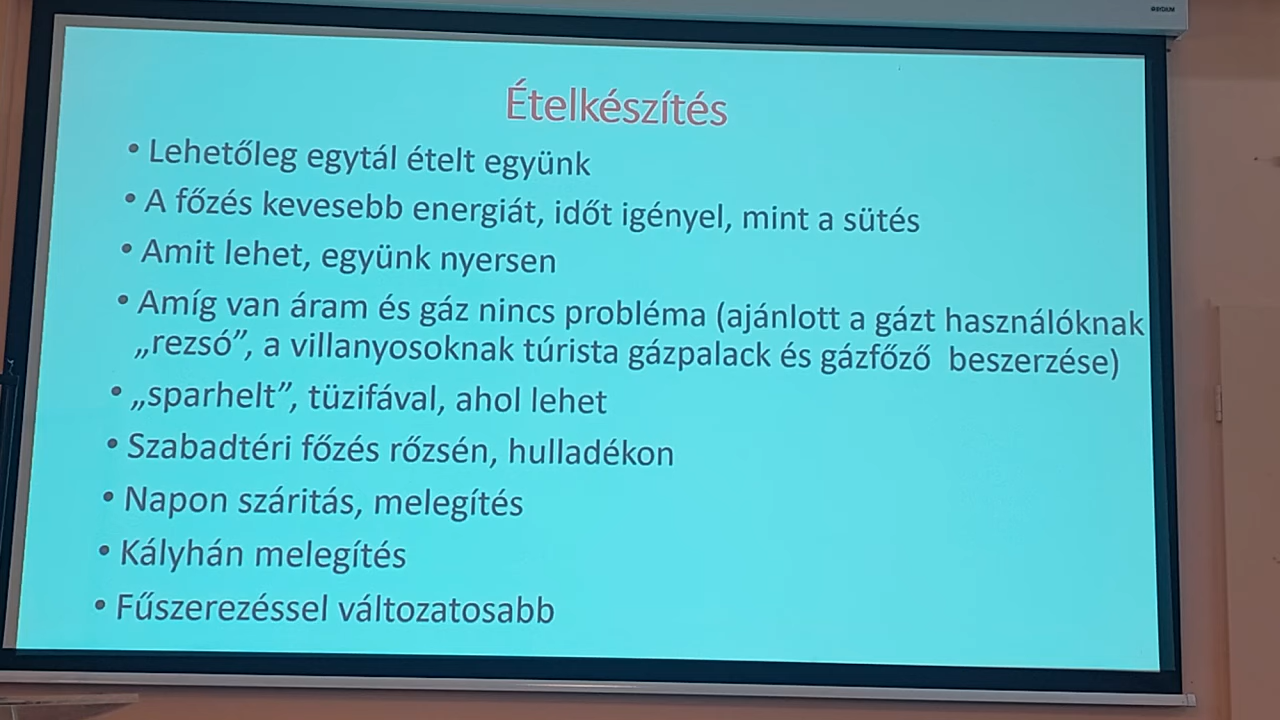 Ételkészítés
• Lehetőleg egytál ételt együnk
• A főzés kevesebb energiát, időt igényel, mint a sütés
• Amit lehet, együnk nyersen
• Amíg van áram és gáz nincs probléma (ajánlott a gázt használóknak
„rezsó”, a villanyosoknak túrista gázpalack és gázfőző beszerzése)
• „sparhelt”, tüzifával, ahol lehet
• Szabadtéri főzés rőzsén, hulladékon
• Napon száritás, melegítés
• Kályhán melegítés
• Fűszerezéssel változatosabb